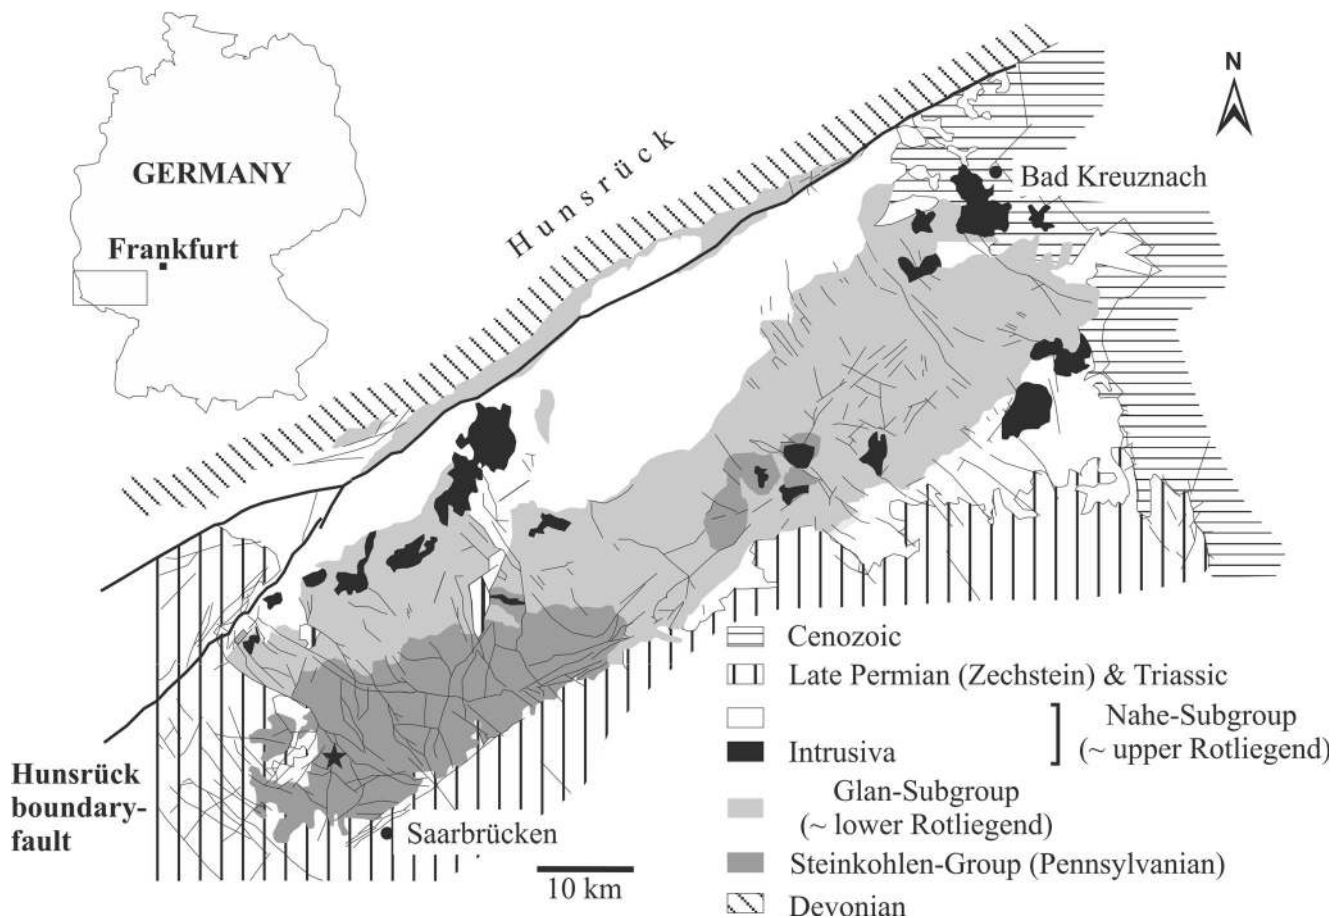 GERMANY
Frankfurt
Hunsrück
N
Bad Kreuznach
Hunsrück
boundary-
fault
Saarbrücken
10 km
Cenozoic
Late Permian (Zechstein) & Triassic
Nahe-Subgroup
(~ upper Rotliegend)
Intrusiva
Glan-Subgroup
(~ lower Rotliegend)
Steinkohlen-Group (Pennsylvanian)
Devonian